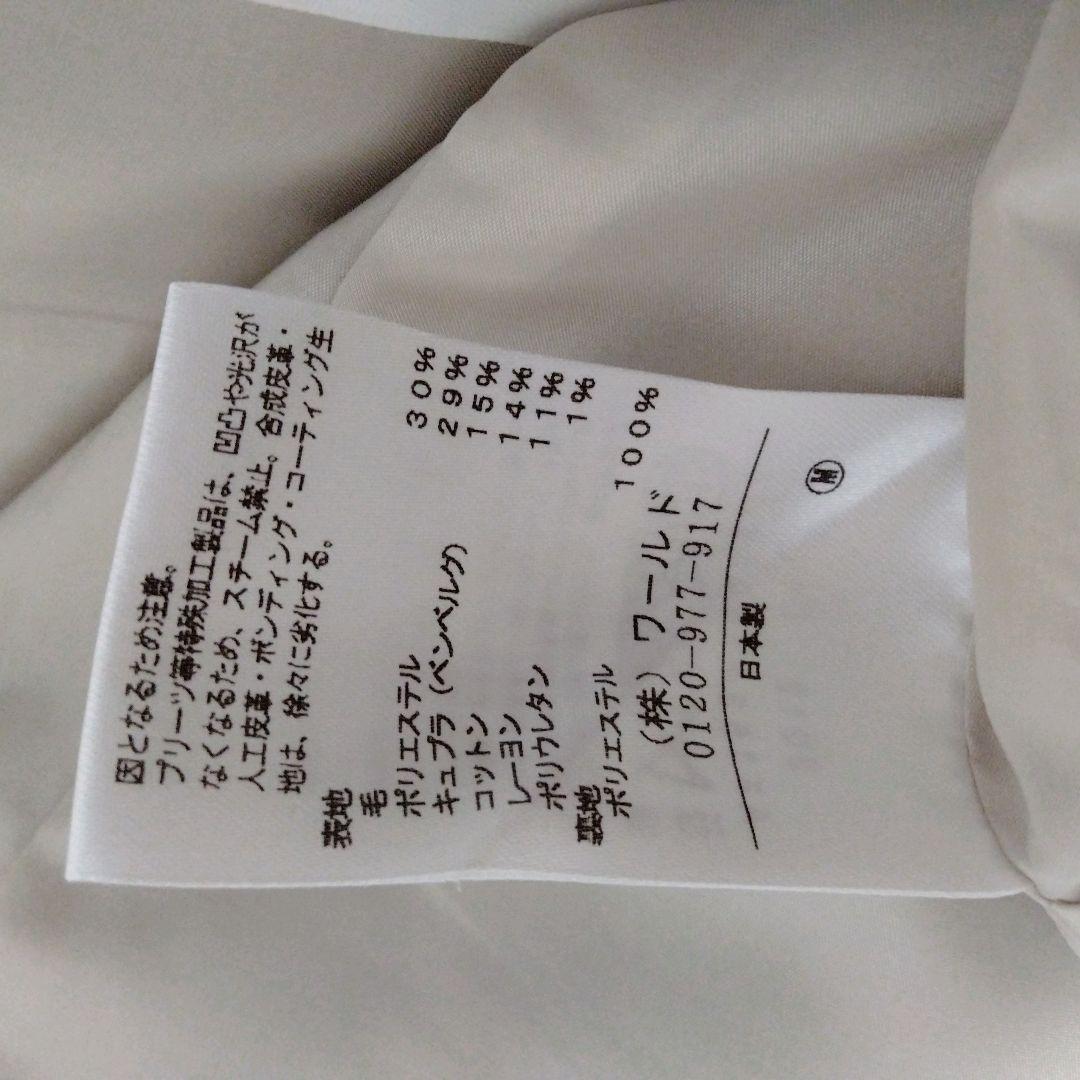 因となるため注意。
プリーツ等特殊加工製品は、凹凸や光沢が
なくなるため、スチーム禁止。合成皮革・
人工皮革・ボンディング・コーティング生
地は、徐々に劣化する。
表地
毛 30%
ポリエステル 29%
キュプラ(ベンベルグ) 15%
コットン 14%
レーヨン 11%
ポリウレタン 1%
裏地
ポリエステル 100%
(株)ワールド
0120-977-917
日本製
M